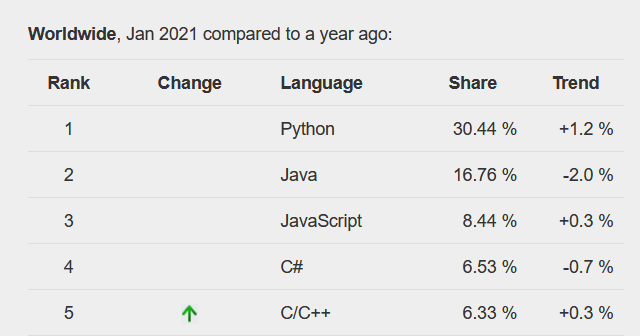 Worldwide, Jan 2021 compared to a year ago:
Rank Change Language Share Trend
1 Python 30.44 % +1.2 %
2 Java 16.76 % -2.0 %
3 JavaScript 8.44 % +0.3 %
4 C# 6.53 % -0.7 %
5 C/C++ 6.33 % +0.3 %